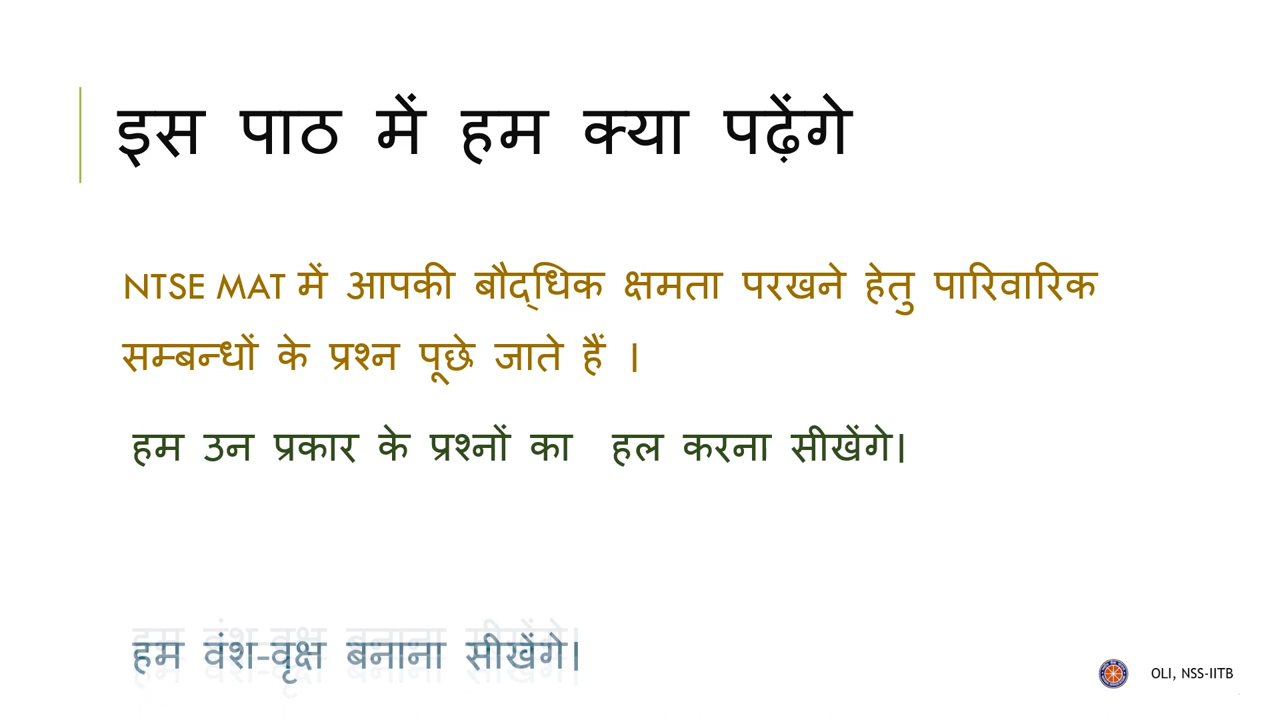 इस पाठ में हम क्या पढ़ेंगे
NTSE MAT में आपकी बौद्धिक क्षमता परखने हेतु पारिवारिक
सम्बन्धों के प्रश्न पूछे जाते हैं ।
हम उन प्रकार के प्रश्नों का हल करना सीखेंगे।
हम वंश-वृक्ष बनाना सीखेंगे।
OLI, NSS-IITB